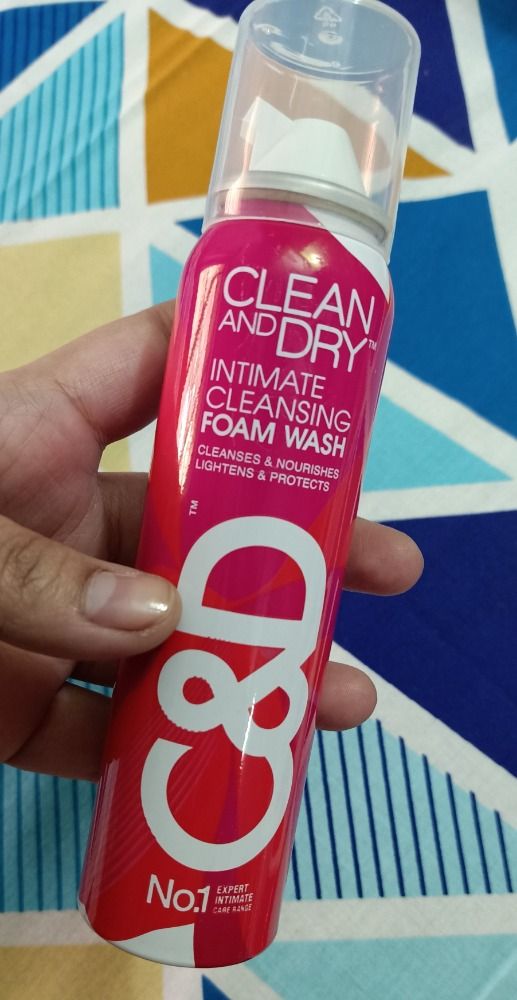 CLEAN
AND DRY™
INTIMATE
CLEANSING
FOAM WASH
CLEANSES & NOURISHES
LIGHTENS & PROTECTS
C&D™
No.1 EXPERT
INTIMATE
CARE RANGE